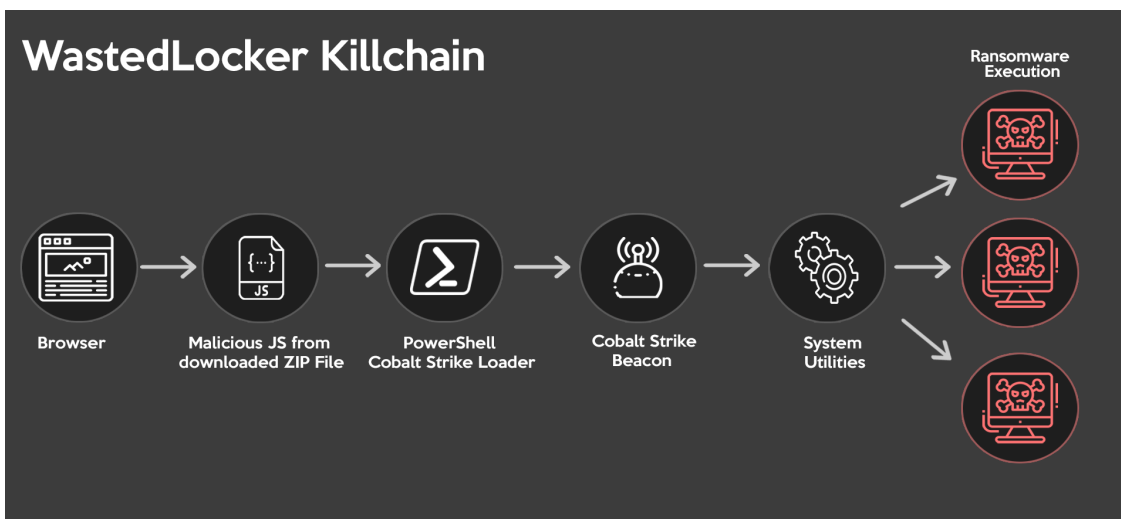 WastedLocker Killchain
Ransomware
Execution
Browser
JS
Malicious JS from
downloaded ZIP File
PowerShell
Cobalt Strike Loader
Cobalt Strike
Beacon
System
Utilities